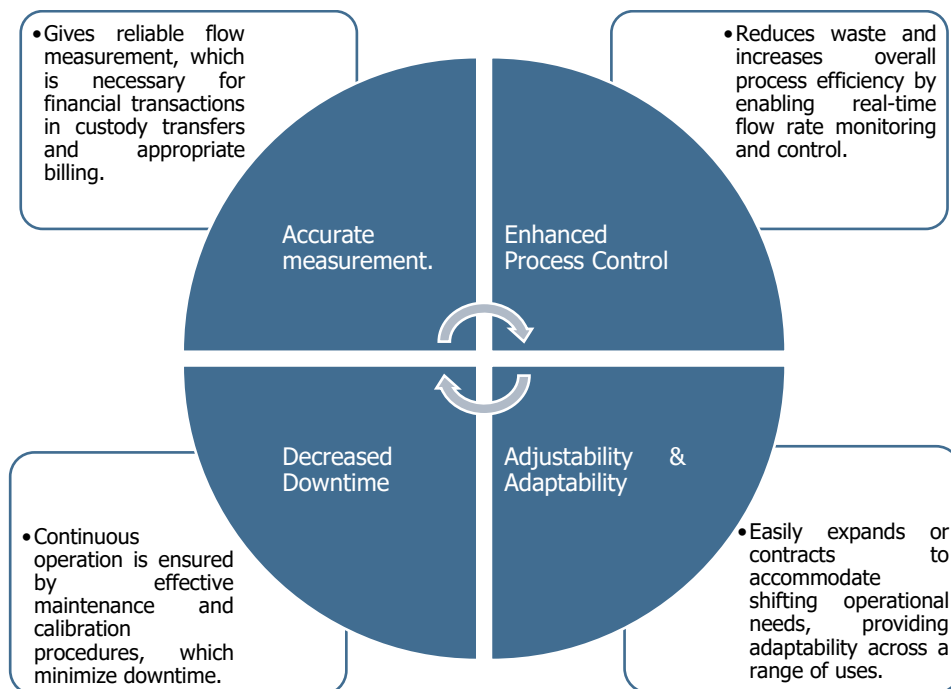 •Gives reliable flow
measurement, which
is necessary for
financial transactions
in custody transfers
and appropriate
billing.
•Reduces waste and
increases overall
process efficiency by
enabling real-time
flow rate monitoring
and control.
Accurate
measurement.
Enhanced
Process Control
Decreased
Downtime
Adjustability &
Adaptability
•Continuous
operation is ensured
by effective
maintenance and
calibration
procedures, which
minimize downtime.
•Easily expands or
contracts to
accommodate
shifting operational
needs, providing
adaptability across a
range of uses.